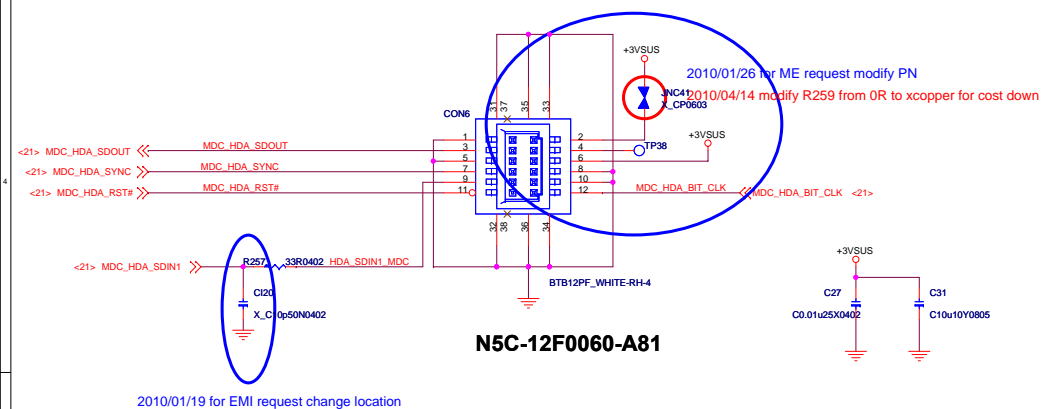 +3VSUS
2010/01/26 for ME request modify PN
JNC41
2010/04/14 modify R259 from 0R to xcopper for cost down
X_CP0603
31
37
35
33
CON6
+3VSUS
1
2
<21> MDC_HDA_SDOUT
MDC_HDA_SDOUT
3
4
TP38
5
6
<21> MDC_HDA_SYNC
MDC_HDA_SYNC
7
8
9
10
<21> MDC_HDA_RST#
MDC_HDA_RST#
11
12
MDC_HDA_BIT_CLK
MDC_HDA_BIT_CLK <21>
4
32
38
36
34
+3VSUS
<21> MDC_HDA_SDIN1
R257
33R0402
HDA_SDIN1_MDC
BTB12PF_WHITE-RH-4
CI20
C27
C31
C0.01u25X0402
C10u10Y0805
N5C-12F0060-A81
2010/01/19 for EMI request change location